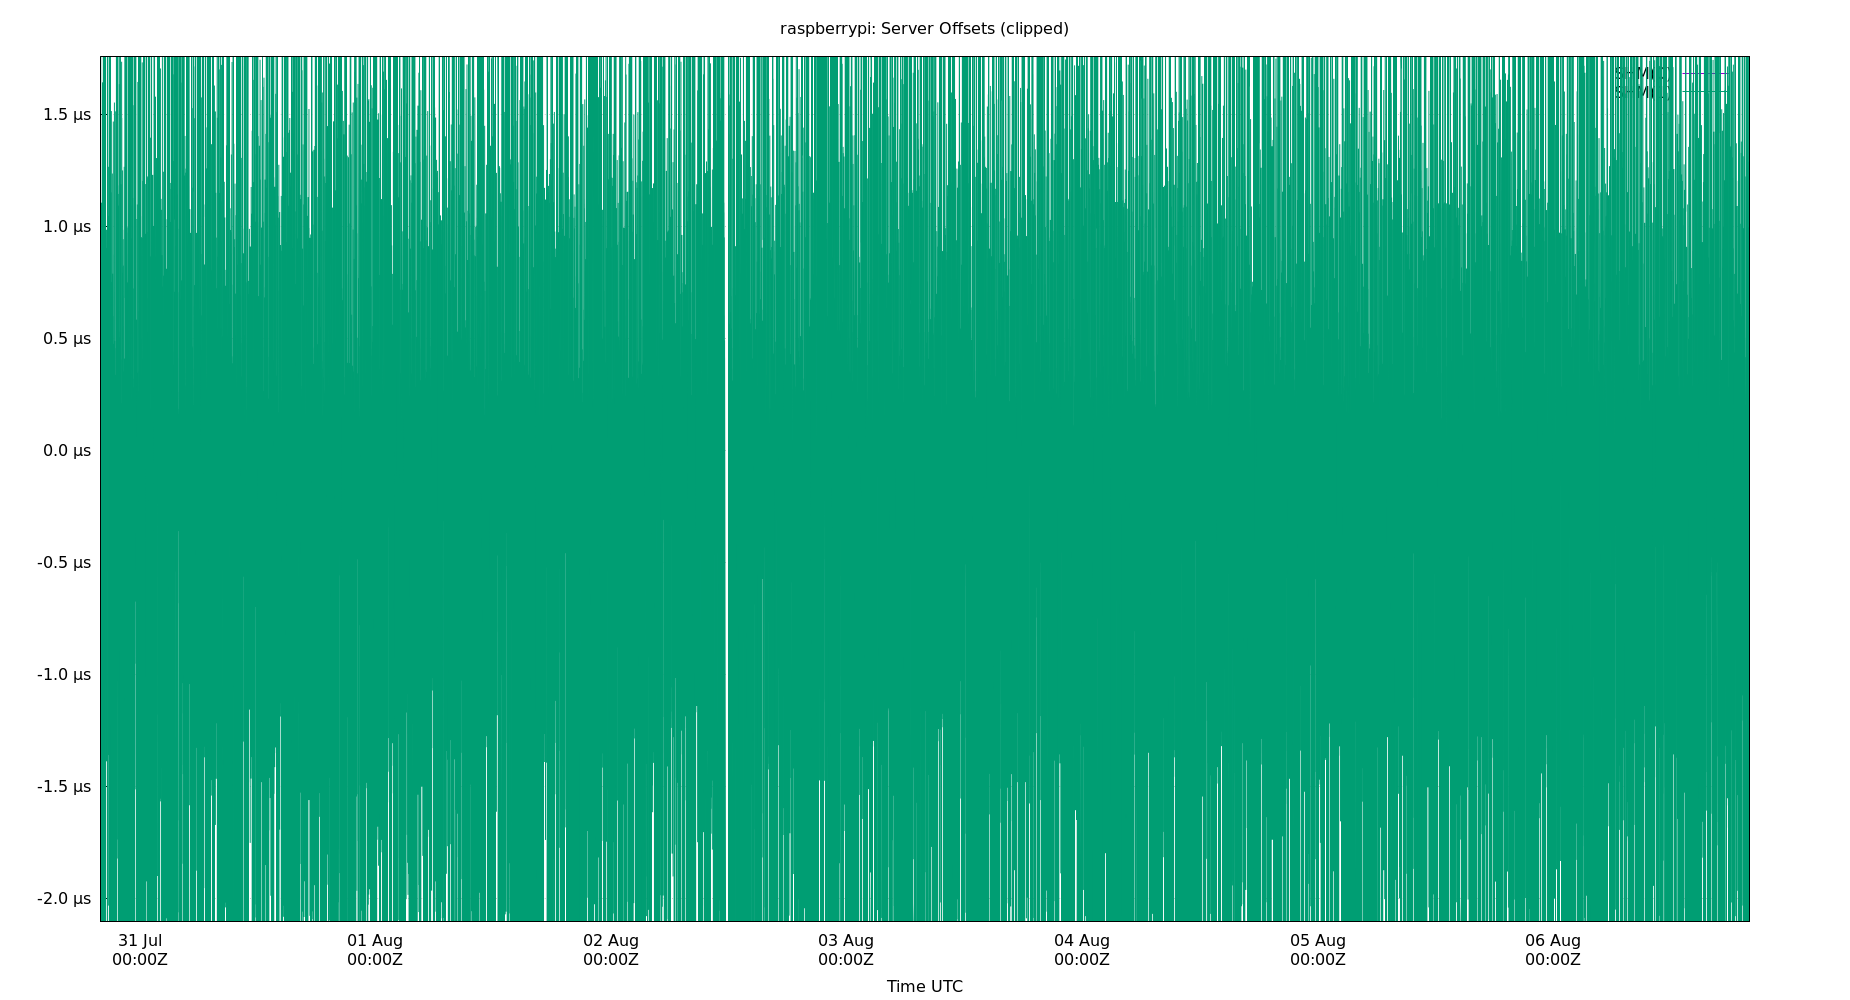 raspberrypi: Server Offsets (clipped)
1.5 µs
1.0 µs
0.5 µs
0.0 µs
-0.5 µs
-1.0 µs
-1.5 µs
-2.0 µs
31 Jul
00:00Z
01 Aug
00:00Z
02 Aug
00:00Z
03 Aug
00:00Z
04 Aug
00:00Z
05 Aug
00:00Z
06 Aug
00:00Z
Time UTC